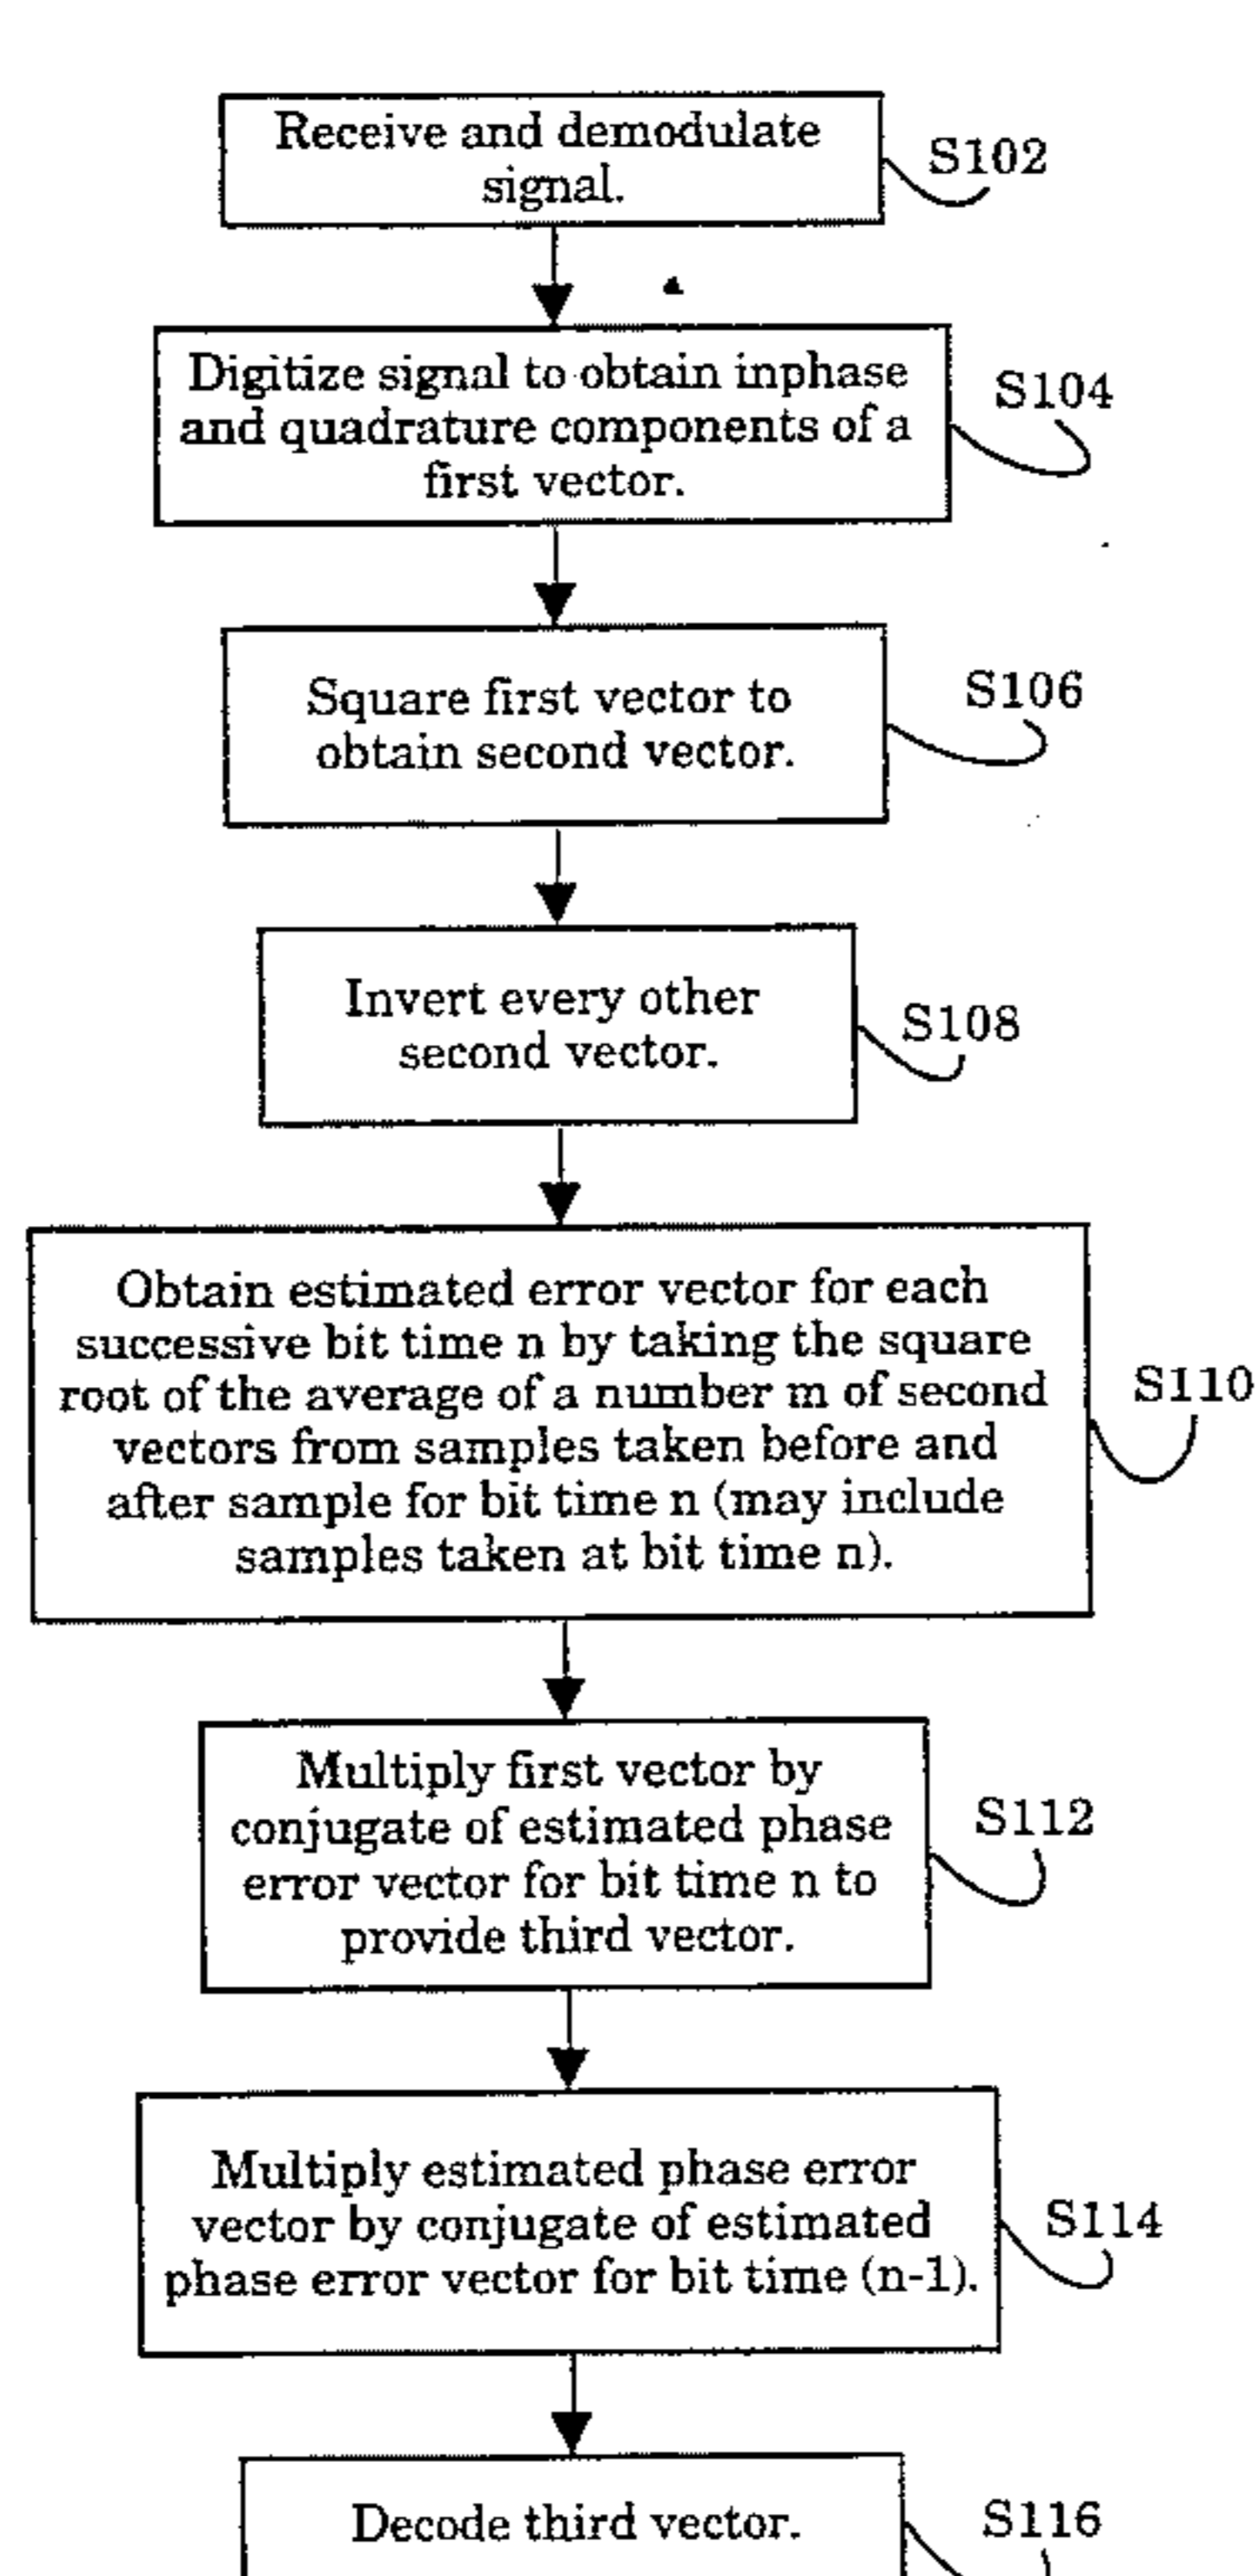 Receive and demodulate
signal.
S102
Digitize signal to obtain inphase
and quadrature components of a
first vector.
S104
Square first vector to
obtain second vector.
S106
Invert every other
second vector.
S108
Obtain estimated error vector for each
successive bit time n by taking the square
root of the average of a number m of second
vectors from samples taken before and
after sample for bit time n (may include
samples taken at bit time n).
S110
Multiply first vector by
conjugate of estimated phase
error vector for bit time n to
provide third vector.
S112
Multiply estimated phase error
vector by conjugate of estimated
phase error vector for bit time (n-1).
S114
Decode third vector.
S116